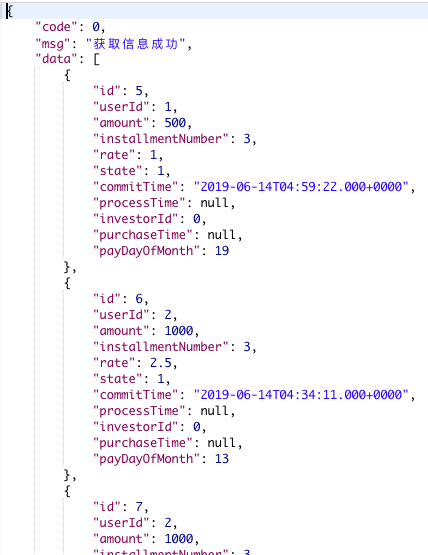 {
"code": 0,
"msg": "获取信息成功",
"data": [
{
"id": 5,
"userId": 1,
"amount": 500,
"installmentNumber": 3,
"rate": 1,
"state": 1,
"commitTime": "2019-06-14T04:59:22.000+0000",
"processTime": null,
"investorId": 0,
"purchaseTime": null,
"payDayOfMonth": 19
},
{
"id": 6,
"userId": 2,
"amount": 1000,
"installmentNumber": 3,
"rate": 2.5,
"state": 1,
"commitTime": "2019-06-14T04:34:11.000+0000",
"processTime": null,
"investorId": 0,
"purchaseTime": null,
"payDayOfMonth": 13
},
{
"id": 7,
"userId": 2,
"amount": 1000,
"installmentNumber": 3